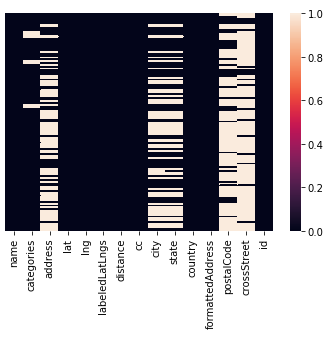 1.0
0.8
0.6
0.4
0.2
0.0
name
categories
address
lat
lng
labeledLatLngs
distance
cc
city
state
country
formattedAddress
postalCode
crossStreet
id